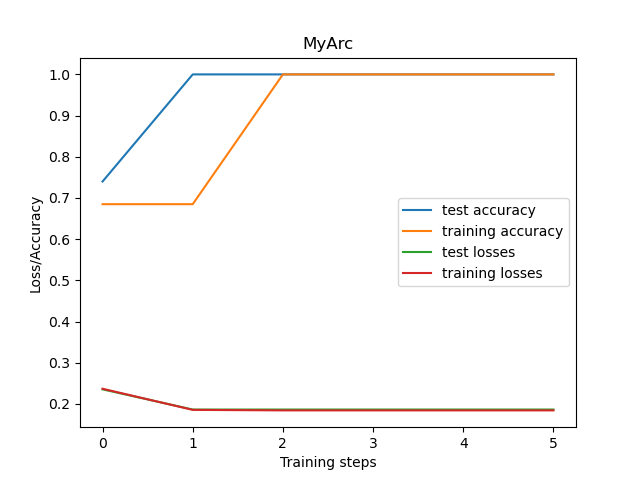 MyArc
Loss/Accuracy
1.0
0.9
0.8
0.7
0.6
0.5
0.4
0.3
0.2
test accuracy
training accuracy
test losses
training losses
0 1 2 3 4 5
Training steps